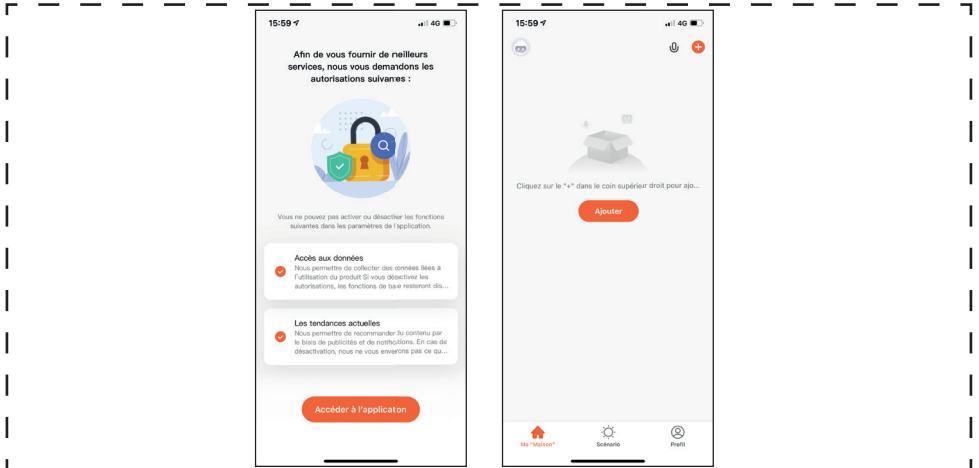 15:59
4G
Afin de vous fournir de neilleurs
services, nous vous demandons les
autorisations suivantes :
Vous ne pouvez pas activer ou désactiver les fonctions
suivantes dans les paramètres de l'application.
Accès aux données
Nous permettre de collecter des données liées à
l'utilisation du produit Si vous désectivez les
autorisations, les fonctions de base resteront dis...
Les tendances actuelles
Nous permettre de recommander du contenu par
le biais de publicités et de notifications. En cas de
désactivation, nous ne vous enverons pas ce qu...
Accéder à l'applicaton
15:59
4G
Cliquez sur le "+" dans le coin supérieur droit pour ajo...
Ajouter
Ma "Maison"
Scénario
Profil